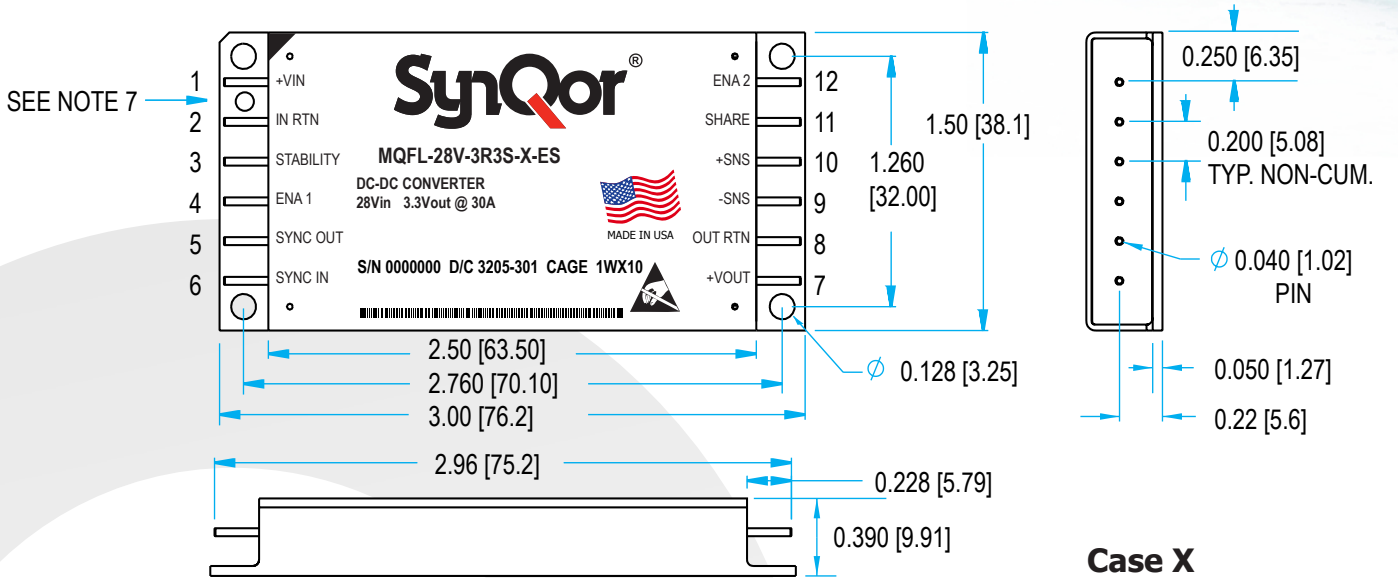 SynQor®
MQFL-28V-3R3S-X-ES
DC-DC CONVERTER
28Vin 3.3Vout @ 30A
MADE IN USA
S/N 0000000 D/C 3205-301 CAGE 1WX10
SEE NOTE 7
1 +VIN
2 IN RTN
3 STABILITY
4 ENA 1
5 SYNC OUT
6 SYNC IN
ENA 2 12
SHARE 11
+SNS 10
-SNS 9
OUT RTN 8
+VOUT 7
1.260
[32.00]
1.50 [38.1]
2.50 [63.50]
2.760 [70.10]
3.00 [76.2]
∅ 0.128 [3.25]
0.250 [6.35]
0.200 [5.08]
TYP. NON-CUM.
∅ 0.040 [1.02]
PIN
0.050 [1.27]
0.22 [5.6]
2.96 [75.2]
0.228 [5.79]
0.390 [9.91]
Case X